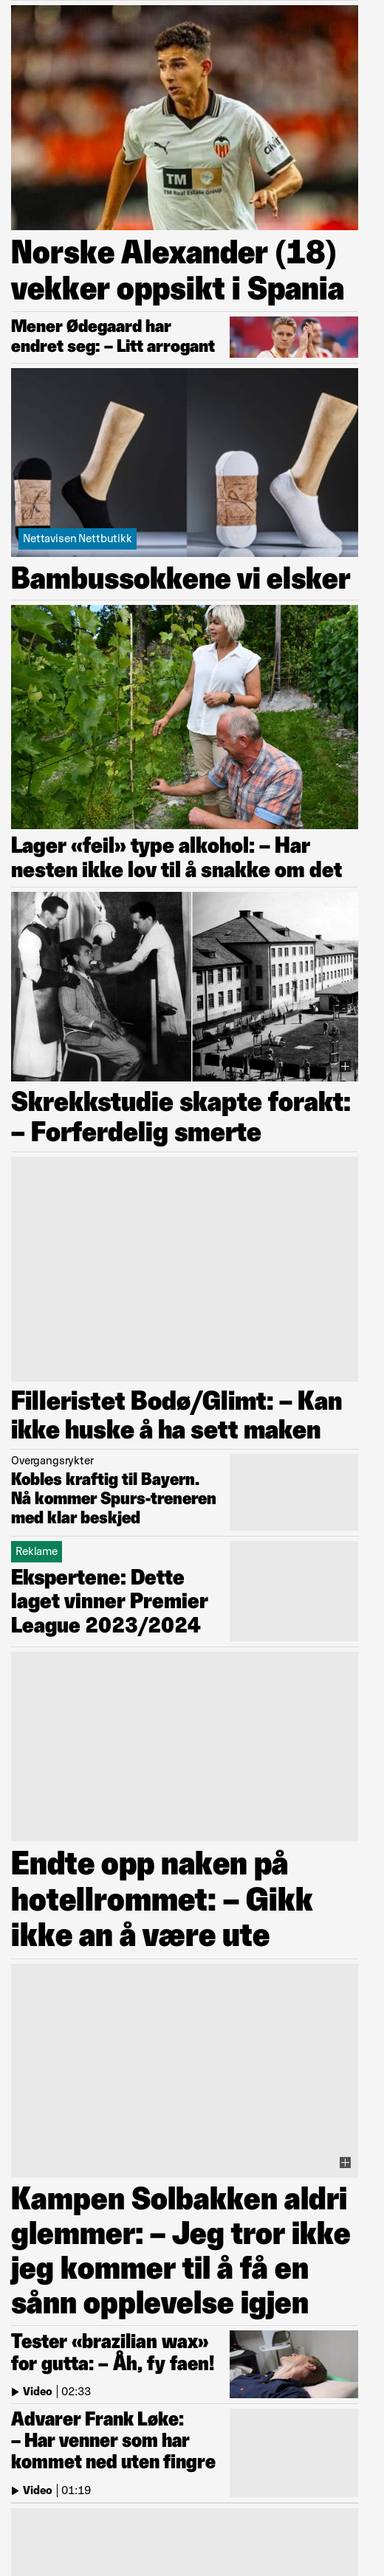 TM
Real Estate Group
civitatis
Norske Alexander (18)
vekker oppsikt i Spania
Mener Ødegaard har
endret seg: – Litt arrogant
Nettavisen Nettbutikk
Bambussokkene vi elsker
Lager «feil» type alkohol: – Har
nesten ikke lov til å snakke om det
Skrekkstudie skapte forakt:
– Forferdelig smerte
Filleristet Bodø/Glimt: – Kan
ikke huske å ha sett maken
Overgangsrykter
Kobles kraftig til Bayern.
Nå kommer Spurs-treneren
med klar beskjed
Reklame
Ekspertene: Dette
laget vinner Premier
League 2023/2024
Endte opp naken på
hotellrommet: – Gikk
ikke an å være ute
Kampen Solbakken aldri
glemmer: – Jeg tror ikke
jeg kommer til å få en
sånn opplevelse igjen
Tester «brazilian wax»
for gutta: – Åh, fy faen!
Video | 02:33
Advarer Frank Løke:
– Har venner som har
kommet ned uten fingre
Video | 01:19